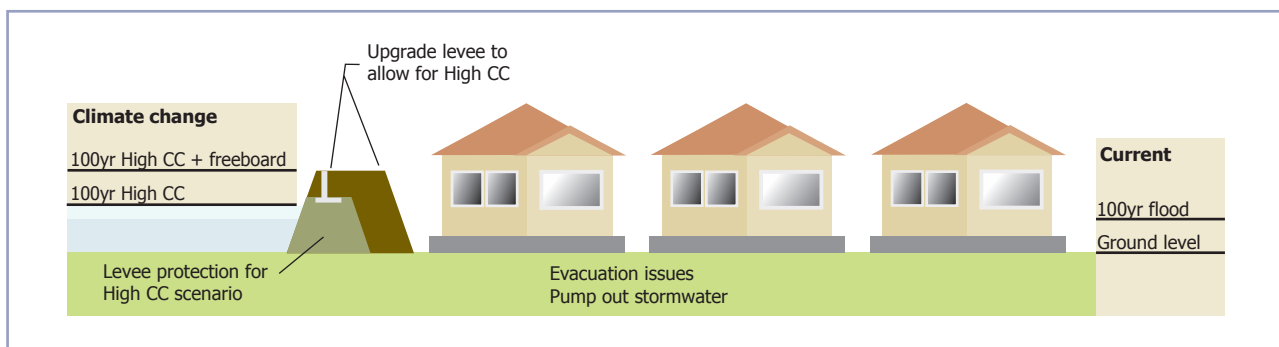 Upgrade levee to
allow for High CC
Climate change
100yr High CC + freeboard
100yr High CC
Current
100yr flood
Ground level
Levee protection for
High CC scenario
Evacuation issues
Pump out stormwater